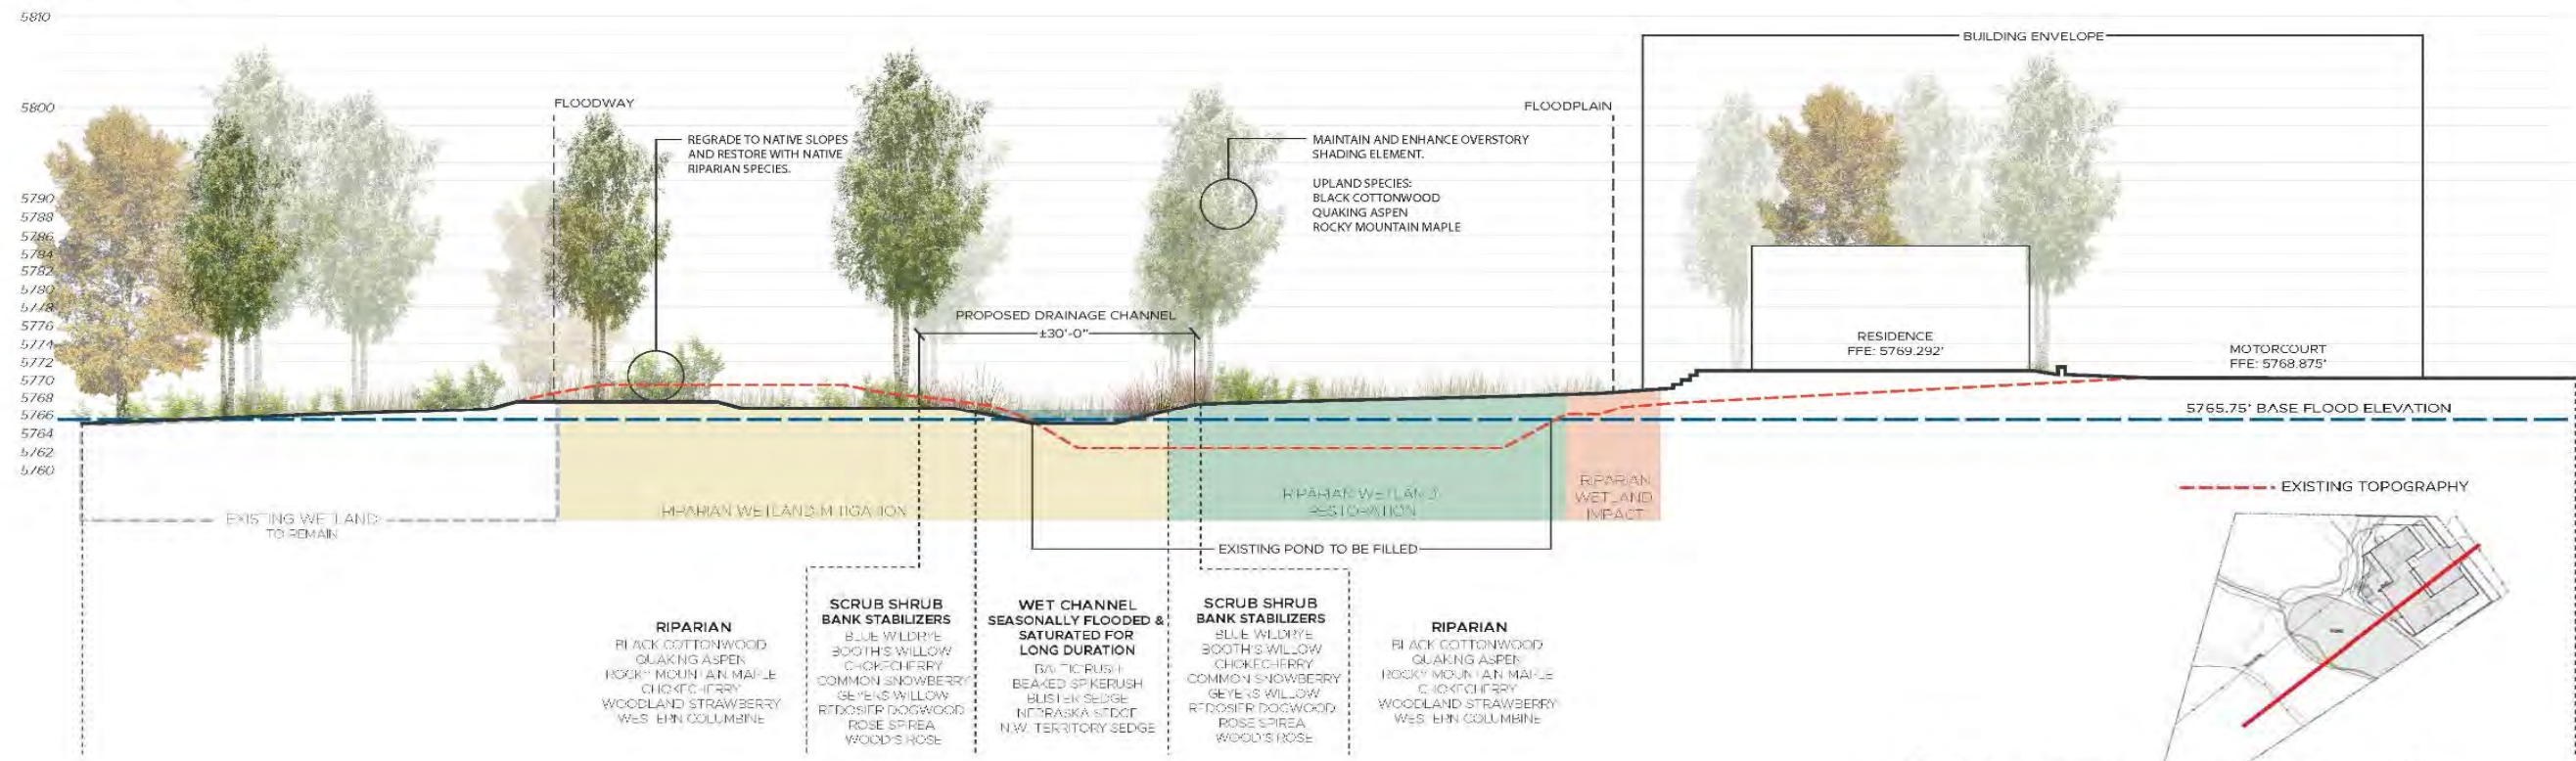 5810
5800
5790
5788
5786
5784
5782
5780
5778
5776
5774
5772
5770
5768
5766
5764
5762
5760
FLOODWAY
REGRADE TO NATIVE SLOPES
AND RESTORE WITH NATIVE
RIPARIAN SPECIES.
PROPOSED DRAINAGE CHANNEL
±30'-0"
MAINTAIN AND ENHANCE OVERSTORY
SHADING ELEMENT.
UPLAND SPECIES:
BLACK COTTONWOOD
QUAKING ASPEN
ROCKY MOUNTAIN MAPLE
FLOODPLAIN
BUILDING ENVELOPE
RESIDENCE
FFE: 5769.292'
MOTORCOURT
FFE: 5768.875'
5765.75' BASE FLOOD ELEVATION
EXISTING TOPOGRAPHY
EXISTING WETLAND
TO REMAIN
RIPARIAN WETLAND MITIGATION
RIPARIAN WETLAND
RESTORATION
RIPARIAN
WETLAND
IMPACT
EXISTING POND TO BE FILLED
RIPARIAN
BLACK COTTONWOOD
QUAKING ASPEN
ROCKY MOUNTAIN MAPLE
CHOKECHERRY
WOODLAND STRAWBERRY
WESTERN COLUMBINE
SCRUB SHRUB
BANK STABILIZERS
BLUE WILDRYE
BOOTH'S WILLOW
CHOKECHERRY
COMMON SNOWBERRY
GEYERS WILLOW
REDOSIER DOGWOOD
ROSE SPIREA
WOOD'S ROSE
WET CHANNEL
SEASONALLY FLOODED &
SATURATED FOR
LONG DURATION
BALTIC RUSH
BEAKED SPIKERUSH
BLISTER SEDGE
NEBRASKA SEDGE
N.W. TERRITORY SEDGE
SCRUB SHRUB
BANK STABILIZERS
BLUE WILDRYE
BOOTH'S WILLOW
CHOKECHERRY
COMMON SNOWBERRY
GEYERS WILLOW
REDOSIER DOGWOOD
ROSE SPIREA
WOOD'S ROSE
RIPARIAN
BLACK COTTONWOOD
QUAKING ASPEN
ROCKY MOUNTAIN MAPLE
CHOKECHERRY
WOODLAND STRAWBERRY
WESTERN COLUMBINE